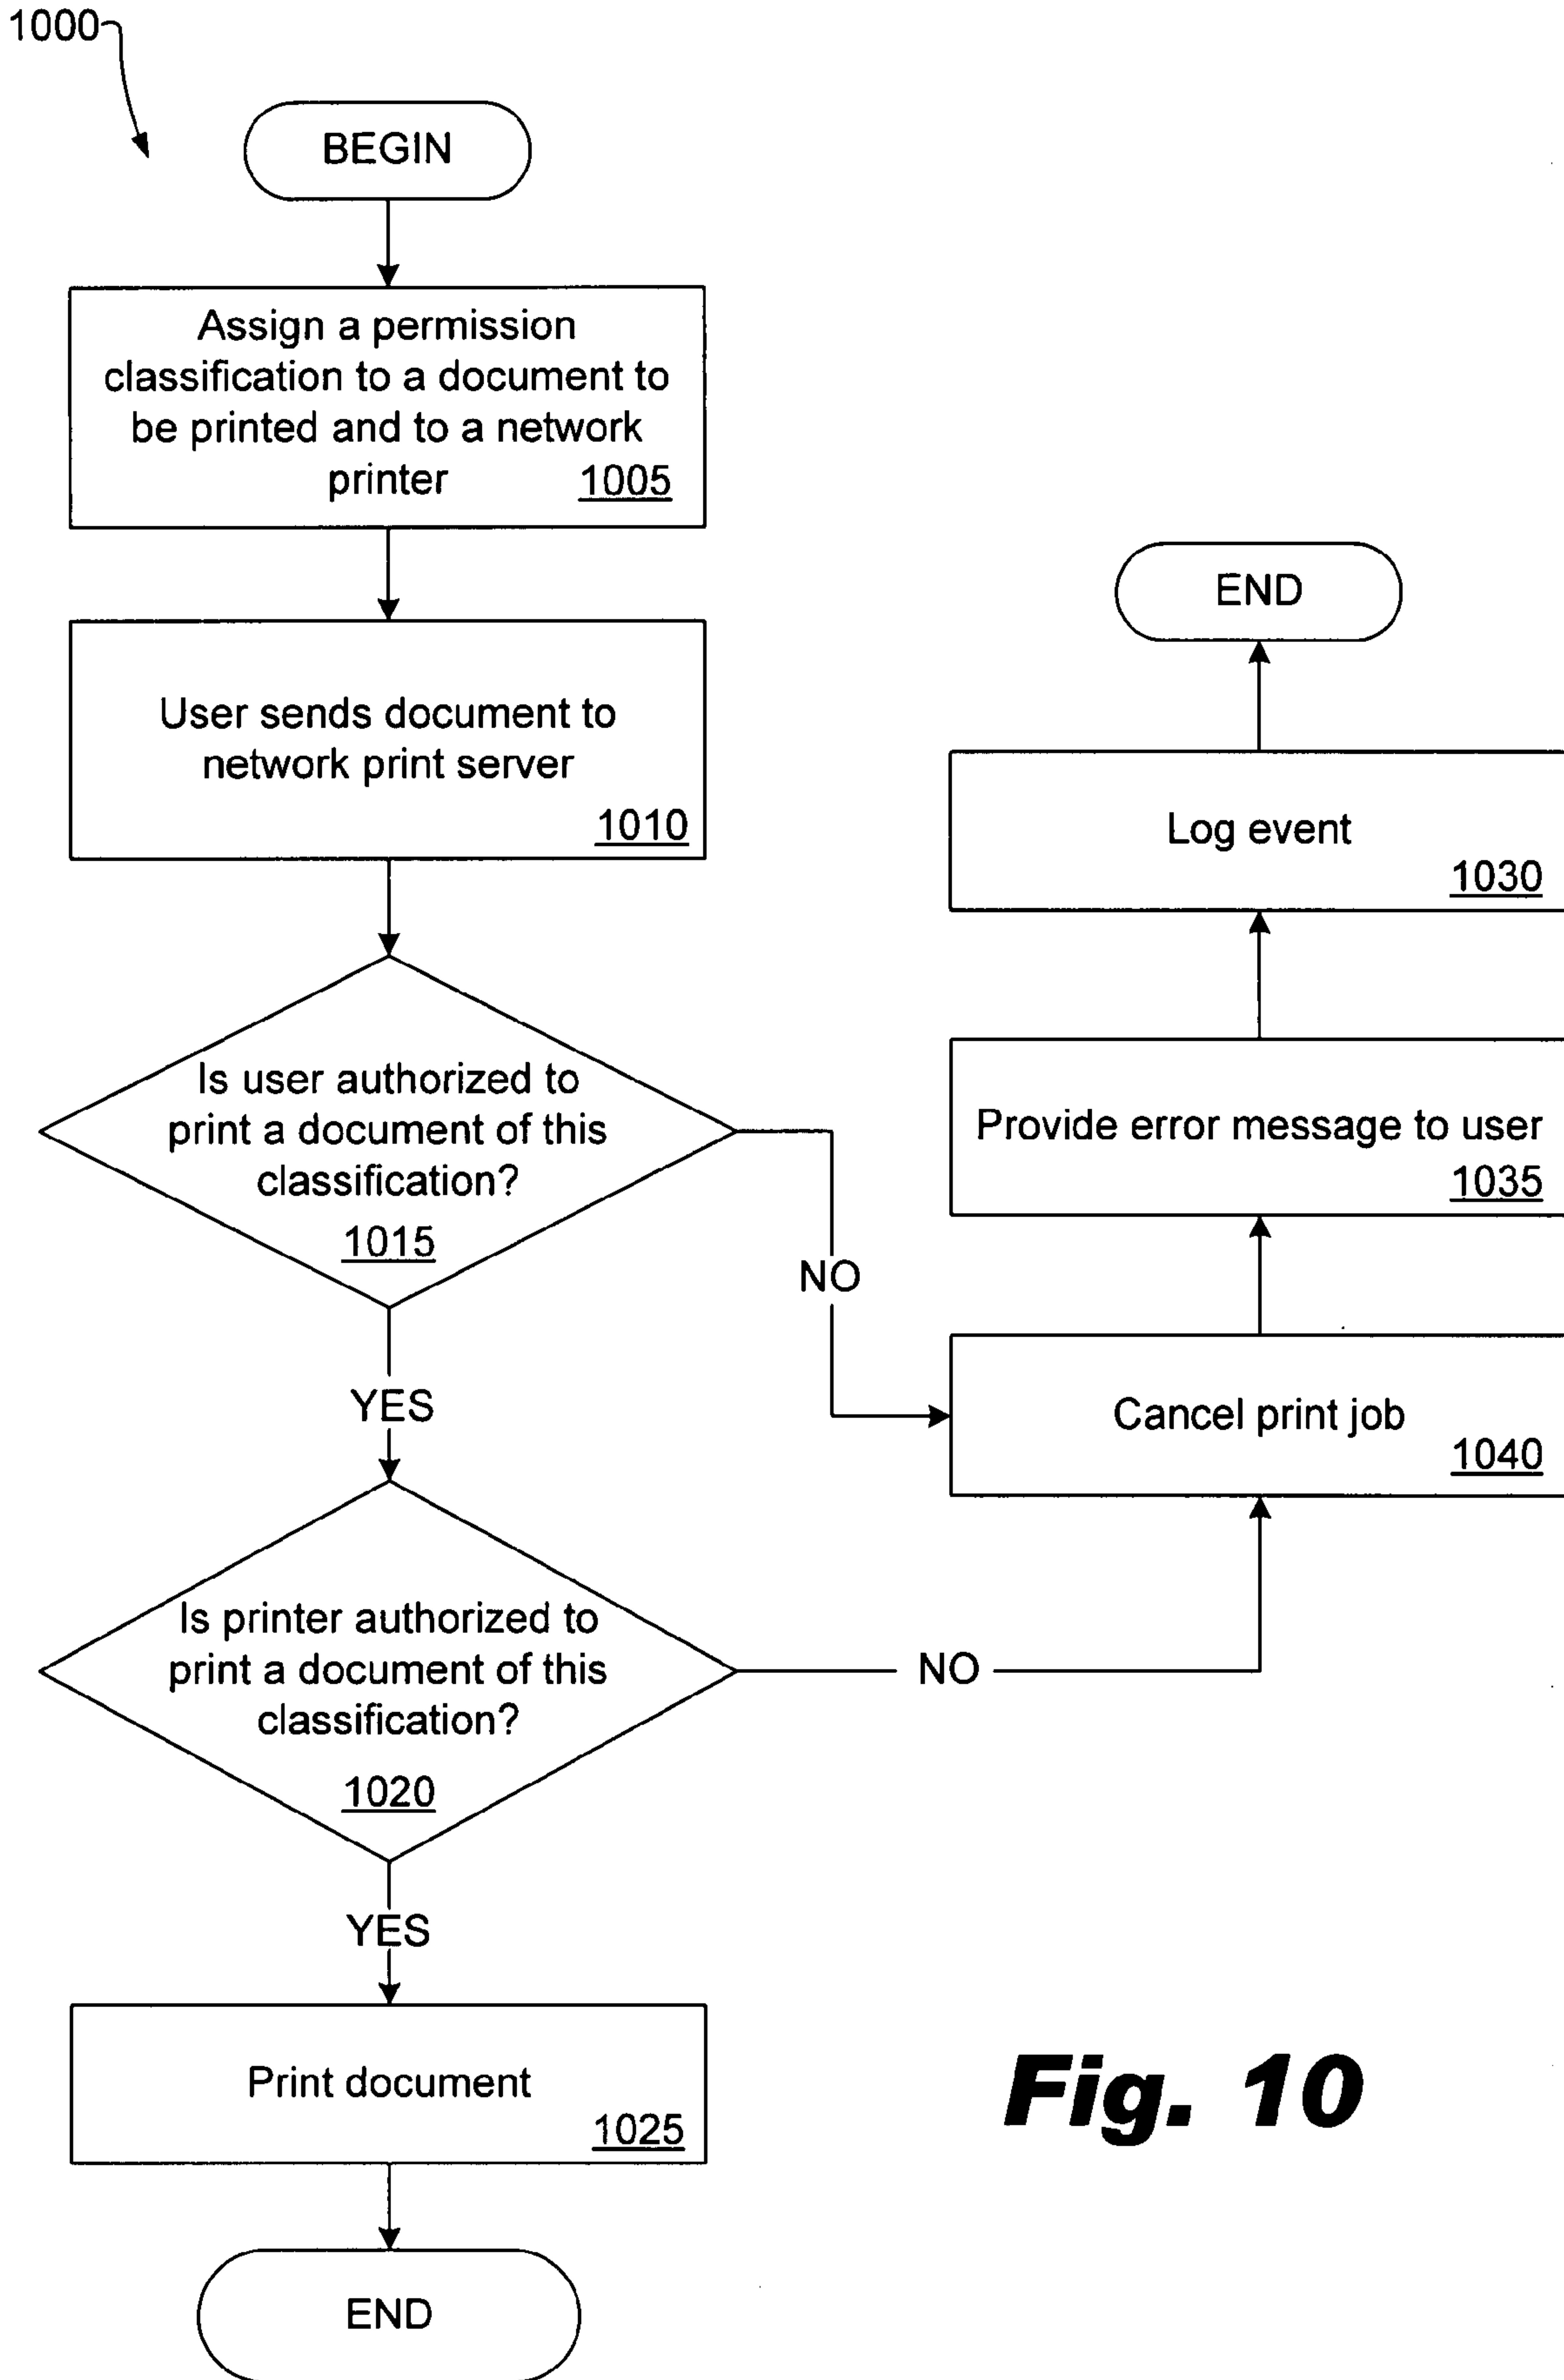 1000
BEGIN
Assign a permission
classification to a document to
be printed and to a network
printer 1005
User sends document to
network print server
1010
Is user authorized to
print a document of this
classification?
1015
NO
YES
Is printer authorized to
print a document of this
classification?
1020
NO
YES
Print document
1025
END
END
Log event
1030
Provide error message to user
1035
Cancel print job
1040
Fig. 10